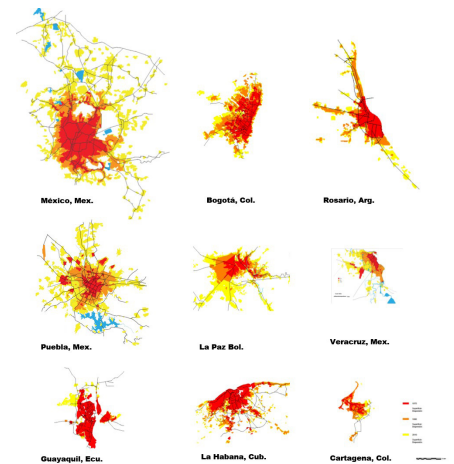 México, Mex.
Bogotá, Col.
Rosario, Arg.
Puebla, Mex.
La Paz Bol.
Veracruz, Mex.
Guayaquil, Ecu.
La Habana, Cub.
Cartagena, Col.